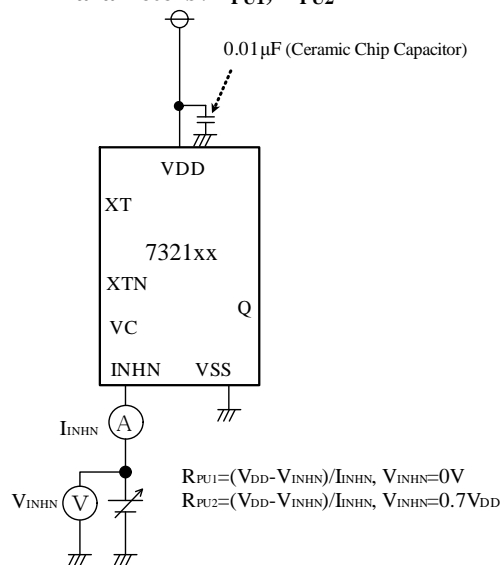 0.01μF (Ceramic Chip Capacitor)
VDD
XT
7321xx
XTN
Q
VC
INHN VSS
IINHN A
VINHN V
RPU1=(VDD-VINHN)/IINHN, VINHN=0V
RPU2=(VDD-VINHN)/IINHN, VINHN=0.7VDD